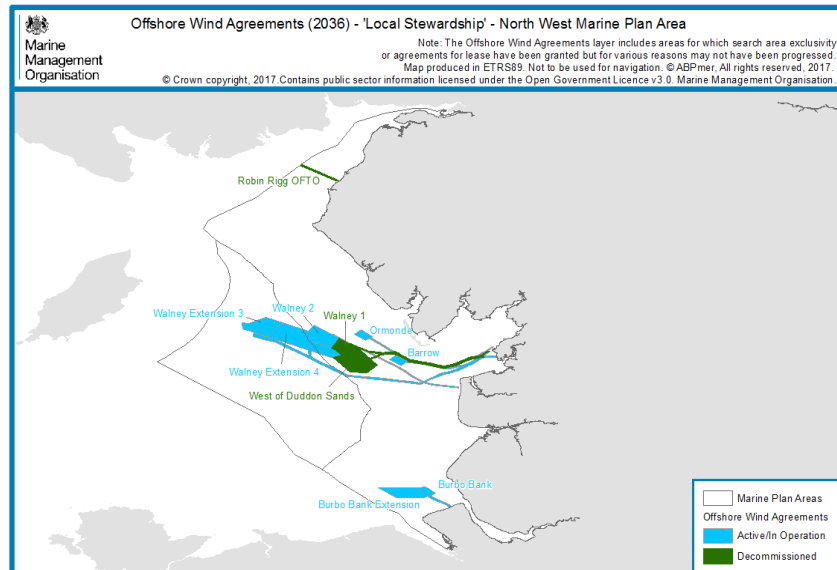 Marine
Management
Organisation
Offshore Wind Agreements (2036) - 'Local Stewardship' - North West Marine Plan Area
Note: The Offshore Wind Agreements layer includes areas for which search area exclusivity
or agreements for lease have been granted but for various reasons may not have been progressed.
Map produced in ETRS89. Not to be used for navigation. © ABPmer, All rights reserved, 2017.
© Crown copyright, 2017.Contains public sector information licensed under the Open Government Licence v3.0. Marine Management Organisation.
Robin Rigg OFTO
Walney Extension 3
Walney 2
Walney 1
Ormonde
Barrow
Walney Extension 4
West of Duddon Sands
Burbo Bank
Burbo Bank Extension
Marine Plan Areas
Offshore Wind Agreements
Active/In Operation
Decommissioned